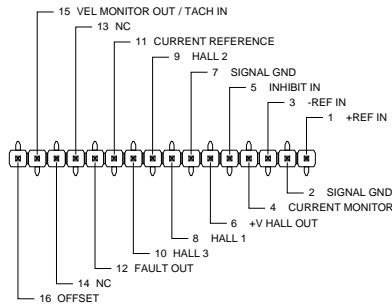 15 VEL MONITOR OUT / TACH IN
13 NC
11 CURRENT REFERENCE
9 HALL 2
7 SIGNAL GND
5 INHIBIT IN
3 -REF IN
1 +REF IN
2 SIGNAL GND
4 CURRENT MONITOR
6 +V HALL OUT
8 HALL 1
10 HALL 3
12 FAULT OUT
14 NC
16 OFFSET